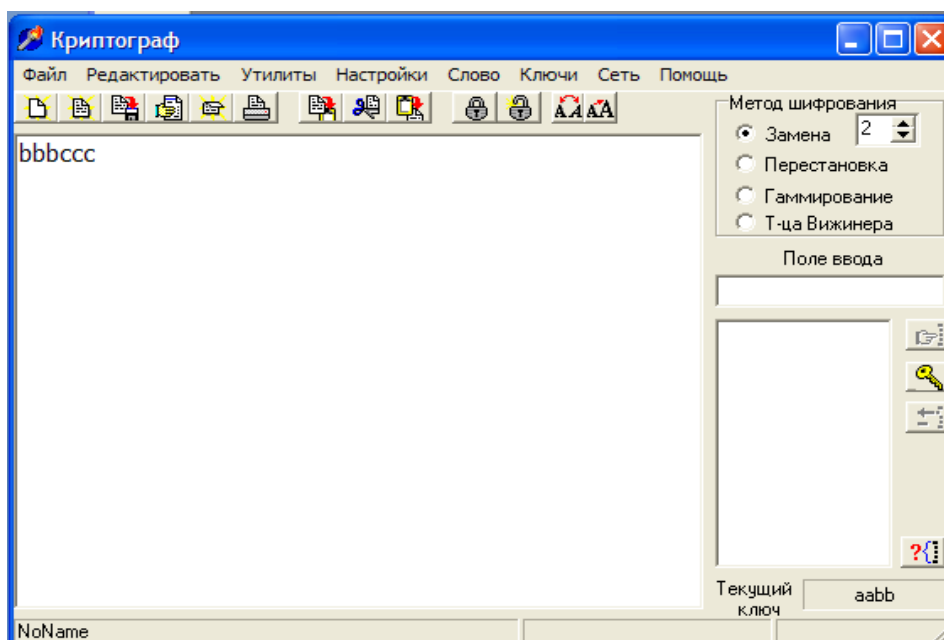 Криптограф
Файл Редактировать Утилиты Настройки Слово Ключи Сеть Помощь
Метод шифрования
Замена 2
Перестановка
Гаммирование
Т-ца Вижинера
bbbccc
Поле ввода
Текущий ключ
aabb
NoName